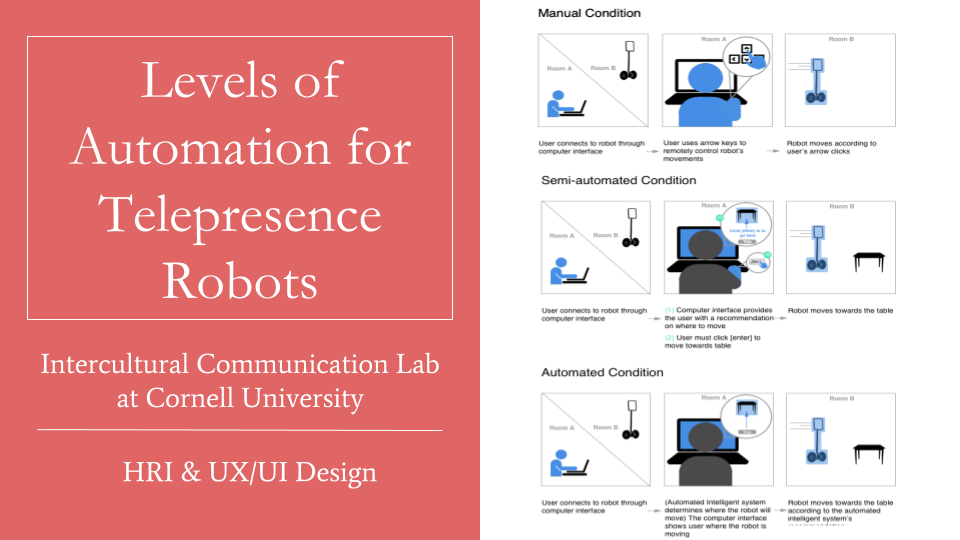 Levels of
Automation for
Telepresence
Robots
Intercultural Communication Lab
at Cornell University
HRI & UX/UI Design
Manual Condition
Room A
Room B
Room A
Room B
User connects to robot through
computer interface
User uses arrow keys to
remotely control robot's
movements
Robot moves according to
user's arrow clicks
Semi-automated Condition
Room A
Room B
Room A
Room B
User connects to robot through
computer interface
(1) Computer interface provides
the user with a recommendation
on where to move
(2) User must click [enter] to
move towards table
Robot moves towards the table
Automated Condition
Room A
Room B
Room A
Room B
User connects to robot through
computer interface
(Automated Intelligent system
determines where the robot will
move) The computer interface
shows user where the robot is
moving
Robot moves towards the table
according to the automated
intelligent system's